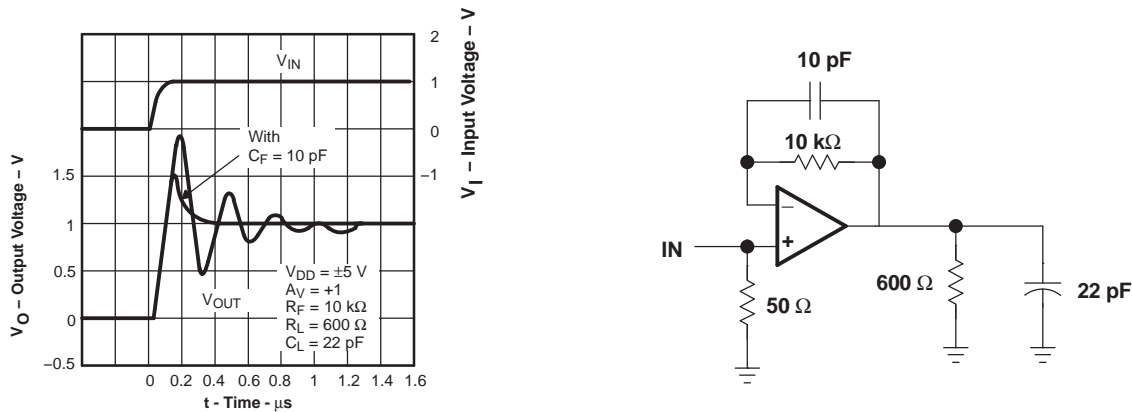 2
V_IN
1
0
With
C_F = 10 pF
1.5
–1
1
0.5
V_OUT
V_DD = ±5 V
A_V = +1
R_F = 10 kΩ
R_L = 600 Ω
C_L = 22 pF
0
–0.5
0 0.2 0.4 0.6 0.8 1 1.2 1.4 1.6
t - Time - μs
V_O – Output Voltage – V
V_I – Input Voltage – V
10 pF
10 kΩ
–
+
IN
50 Ω
600 Ω
22 pF